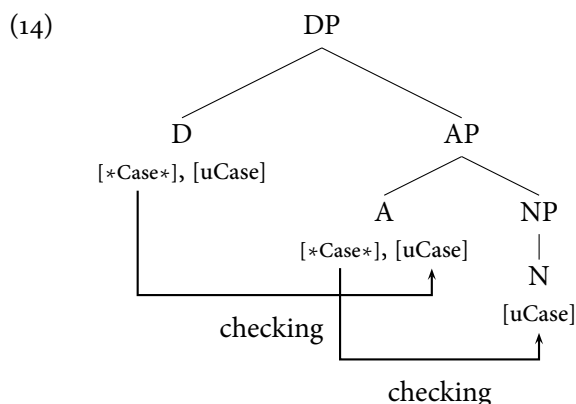 (14)
DP
D
AP
[*Case*], [uCase]
A
NP
[*Case*], [uCase]
N
[uCase]
checking
checking